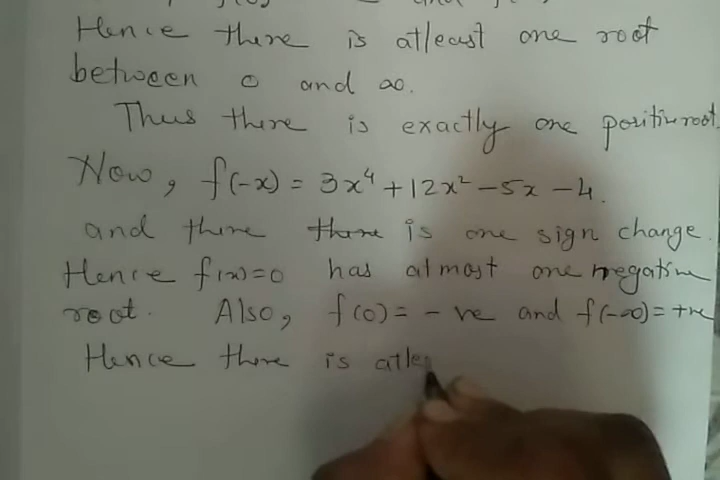 Hence there is atleast one root
between 0 and ∞.
Thus there is exactly one positive root.
Now, f(-x) = 3x⁴ + 12x² - 5x - 4.
and there there is one sign change.
Hence f(x)=0 has atmost one negative
root. Also, f(0) = - ve and f(-∞) = +ve
Hence there is atle